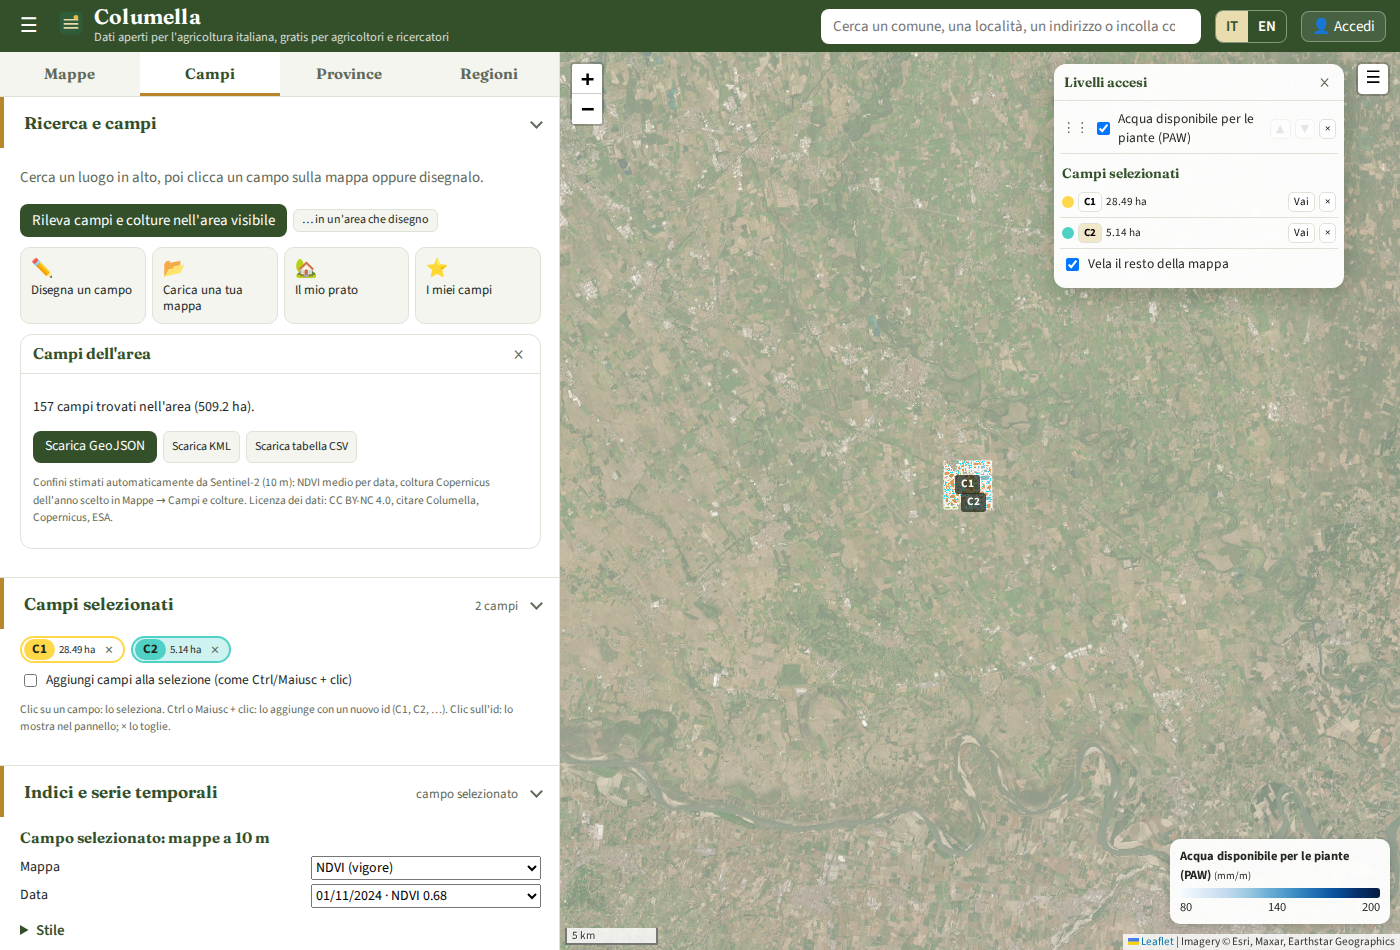 Columella
Dati aperti per l'agricoltura italiana, gratis per agricoltori e ricercatori
Cerca un comune, una località, un indirizzo o incolla cc
IT
EN
Accedi
Mappe
Campi
Province
Regioni
Ricerca e campi
Cerca un luogo in alto, poi clicca un campo sulla mappa oppure disegnalo.
Rileva campi e colture nell'area visibile
...in un'area che disegno
Disegna un campo
Carica una tua
mappa
Il mio prato
I miei campi
Campi dell'area
157 campi trovati nell'area (509.2 ha).
Scarica GeoJSON
Scarica KML
Scarica tabella CSV
Confini stimati automaticamente da Sentinel-2 (10 m): NDVI medio per data, coltura Copernicus
dell'anno scelto in Mappe → Campi e colture. Licenza dei dati: CC BY-NC 4.0, citare Columella,
Copernicus, ESA.
Campi selezionati
2 campi
C1 28.49 ha ×
C2 5.14 ha ×
Aggiungi campi alla selezione (come Ctrl/Maiusc + clic)
Clic su un campo: lo seleziona. Ctrl o Maiusc + clic: lo aggiunge con un nuovo id (C1, C2, ...). Clic sull'id: lo
mostra nel pannello; × lo toglie.
Indici e serie temporali
campo selezionato
Campo selezionato: mappe a 10 m
Mappa
NDVI (vigore)
Data
01/11/2024 · NDVI 0.68
Stile
+
−
C1
C2
Livelli accesi
×
Acqua disponibile per le
piante (PAW)
▲ ▼ ×
Campi selezionati
C1 28.49 ha Vai ×
C2 5.14 ha Vai ×
Vela il resto della mappa
Acqua disponibile per le piante
(PAW) (mm/m)
80 140 200
5 km
Leaflet | Imagery © Esri, Maxar, Earthstar Geographics